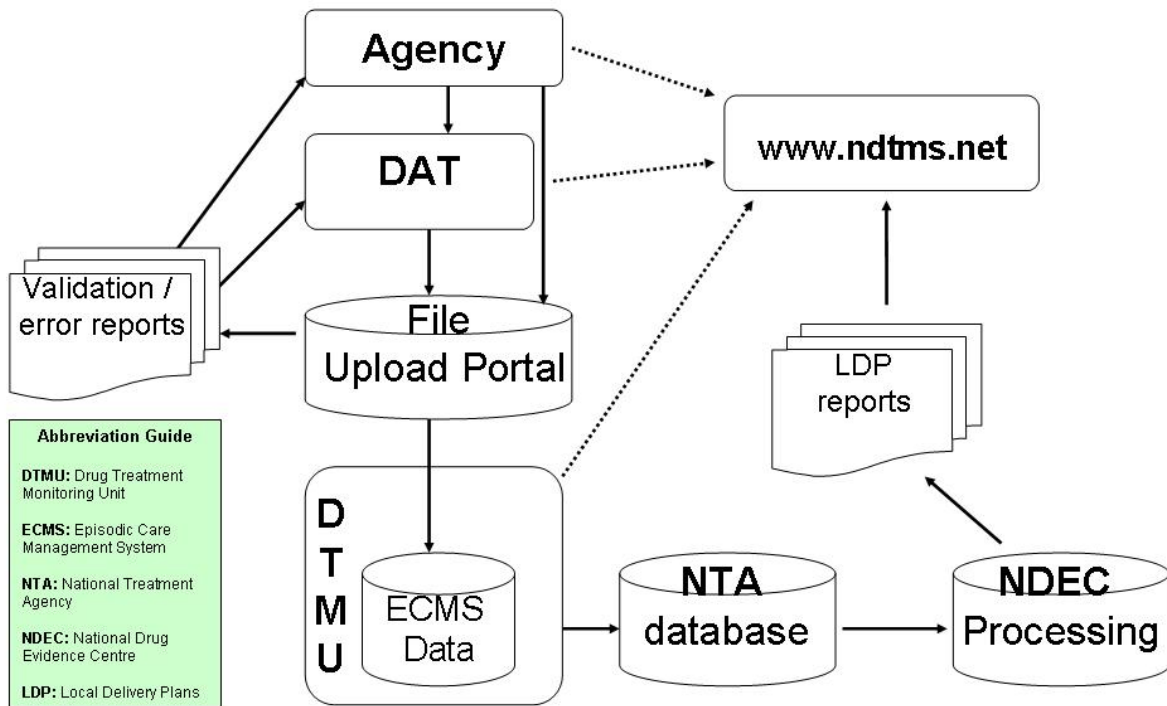 Agency
DAT
www.ndtms.net
Validation /
error reports
File
Upload Portal
LDP
reports
Abbreviation Guide
DTMU: Drug Treatment
Monitoring Unit
ECMS: Episodic Care
Management System
NTA: National Treatment
Agency
NDEC: National Drug
Evidence Centre
LDP: Local Delivery Plans
D
T
M
U
ECMS
Data
NTA
database
NDEC
Processing